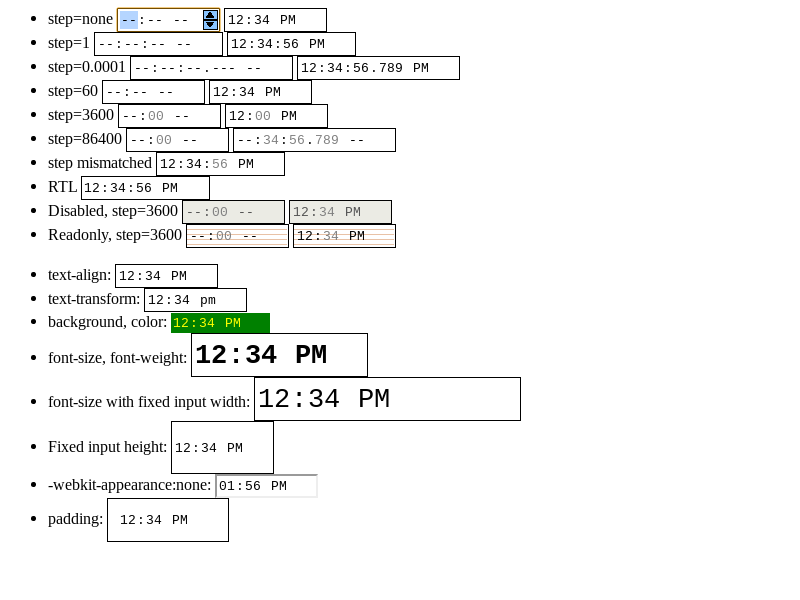 • step=none --:-- -- 12:34 PM
• step=1 --:--:-- -- 12:34:56 PM
• step=0.0001 --:--:--.--- -- 12:34:56.789 PM
• step=60 --:-- -- 12:34 PM
• step=3600 --:00 -- 12:00 PM
• step=86400 --:00 -- --:34:56.789 --
• step mismatched 12:34:56 PM
• RTL 12:34:56 PM
• Disabled, step=3600 --:00 -- 12:34 PM
• Readonly, step=3600 --:00 -- 12:34 PM
• text-align: 12:34 PM
• text-transform: 12:34 pm
• background, color: 12:34 PM
• font-size, font-weight: 12:34 PM
• font-size with fixed input width: 12:34 PM
• Fixed input height: 12:34 PM
• -webkit-appearance:none: 01:56 PM
• padding: 12:34 PM